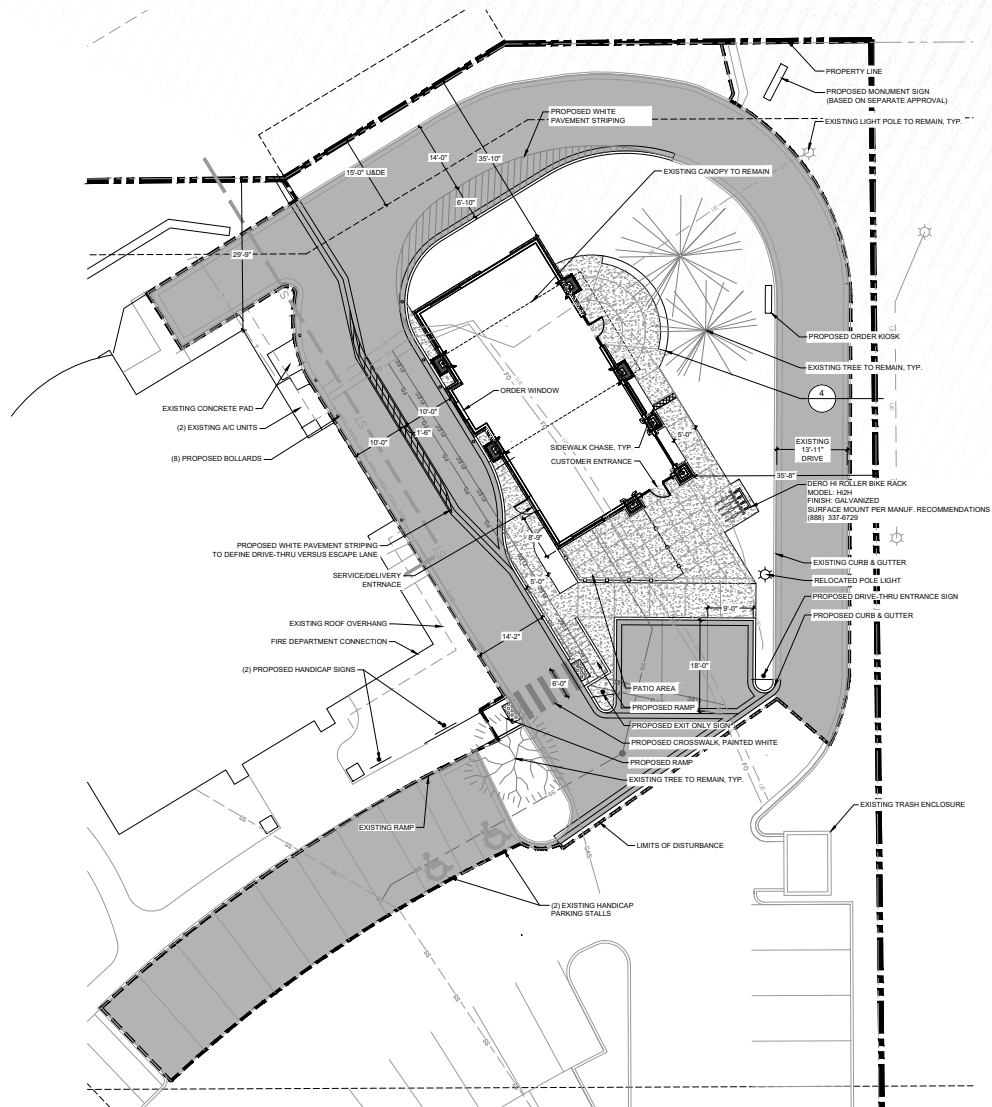 PROPERTY LINE
PROPOSED MONUMENT SIGN
(BASED ON SEPARATE APPROVAL)
PROPOSED WHITE
PAVEMENT STRIPING
EXISTING LIGHT POLE TO REMAIN, TYP.
14'-0"
35'-10"
15'-0" U&DE
EXISTING CANOPY TO REMAIN
6'-10"
UE
29'-9"
ST
PROPOSED ORDER KIOSK
EXISTING TREE TO REMAIN, TYP.
FO
UE
ORDER WINDOW
4
EXISTING CONCRETE PAD
10'-0"
(2) EXISTING A/C UNITS
1'-6"
10'-0"
5'-0"
SIDEWALK CHASE, TYP.
EXISTING
13'-11"
DRIVE
(8) PROPOSED BOLLARDS
CUSTOMER ENTRANCE
35'-8"
DERO HI ROLLER BIKE RACK
MODEL: HI2H
FINISH: GALVANIZED
SURFACE MOUNT PER MANUF. RECOMMENDATIONS
(888) 337-6729
8'-9"
PROPOSED WHITE PAVEMENT STRIPING
TO DEFINE DRIVE-THRU VERSUS ESCAPE LANE
EXISTING CURB & GUTTER
SERVICE/DELIVERY
ENTRNACE
5'-0"
RELOCATED POLE LIGHT
PROPOSED DRIVE-THRU ENTRANCE SIGN
9'-0"
PROPOSED CURB & GUTTER
EXISTING ROOF OVERHANG
FIRE DEPARTMENT CONNECTION
14'-2"
18'-0"
(2) PROPOSED HANDICAP SIGNS
6'-0"
PATIO AREA
PROPOSED RAMP
PROPOSED EXIT ONLY SIGN
PROPOSED CROSSWALK, PAINTED WHITE
PROPOSED RAMP
EXISTING TREE TO REMAIN, TYP.
EXISTING TRASH ENCLOSURE
EXISTING RAMP
LIMITS OF DISTURBANCE
GAS
(2) EXISTING HANDICAP
PARKING STALLS
SS
SS